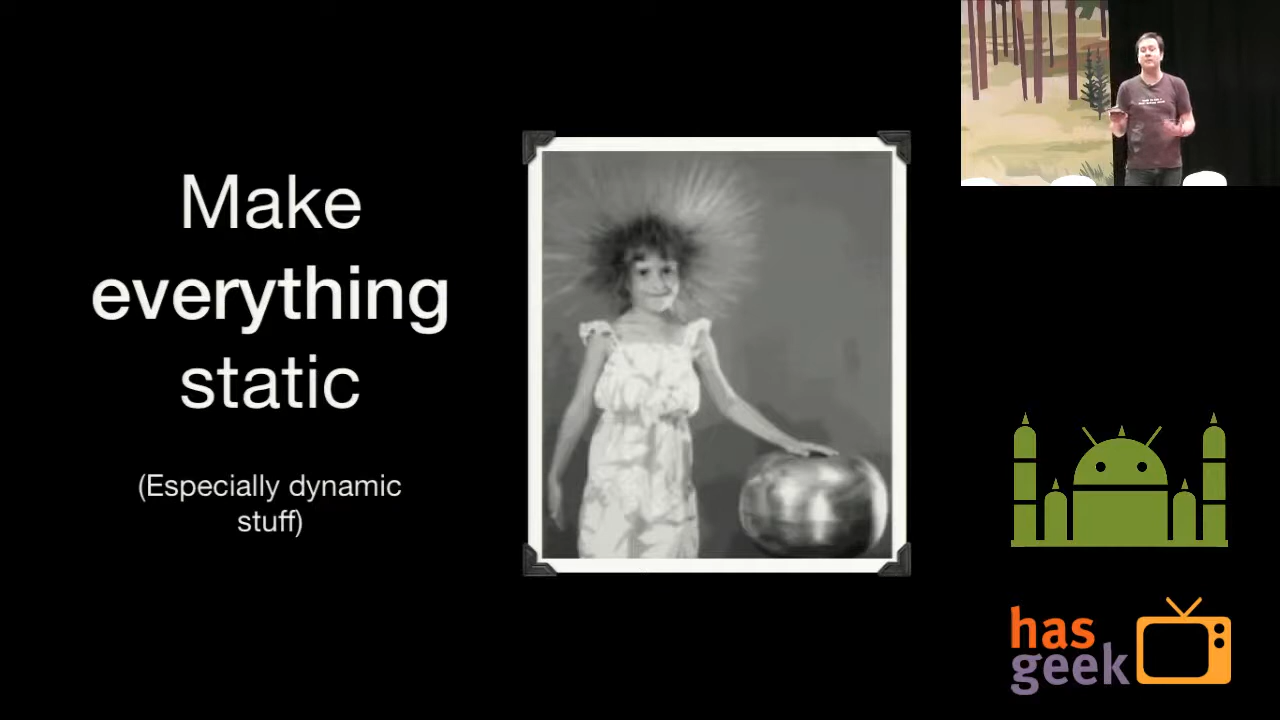 Make
everything
static
(Especially dynamic
stuff)
has
geek